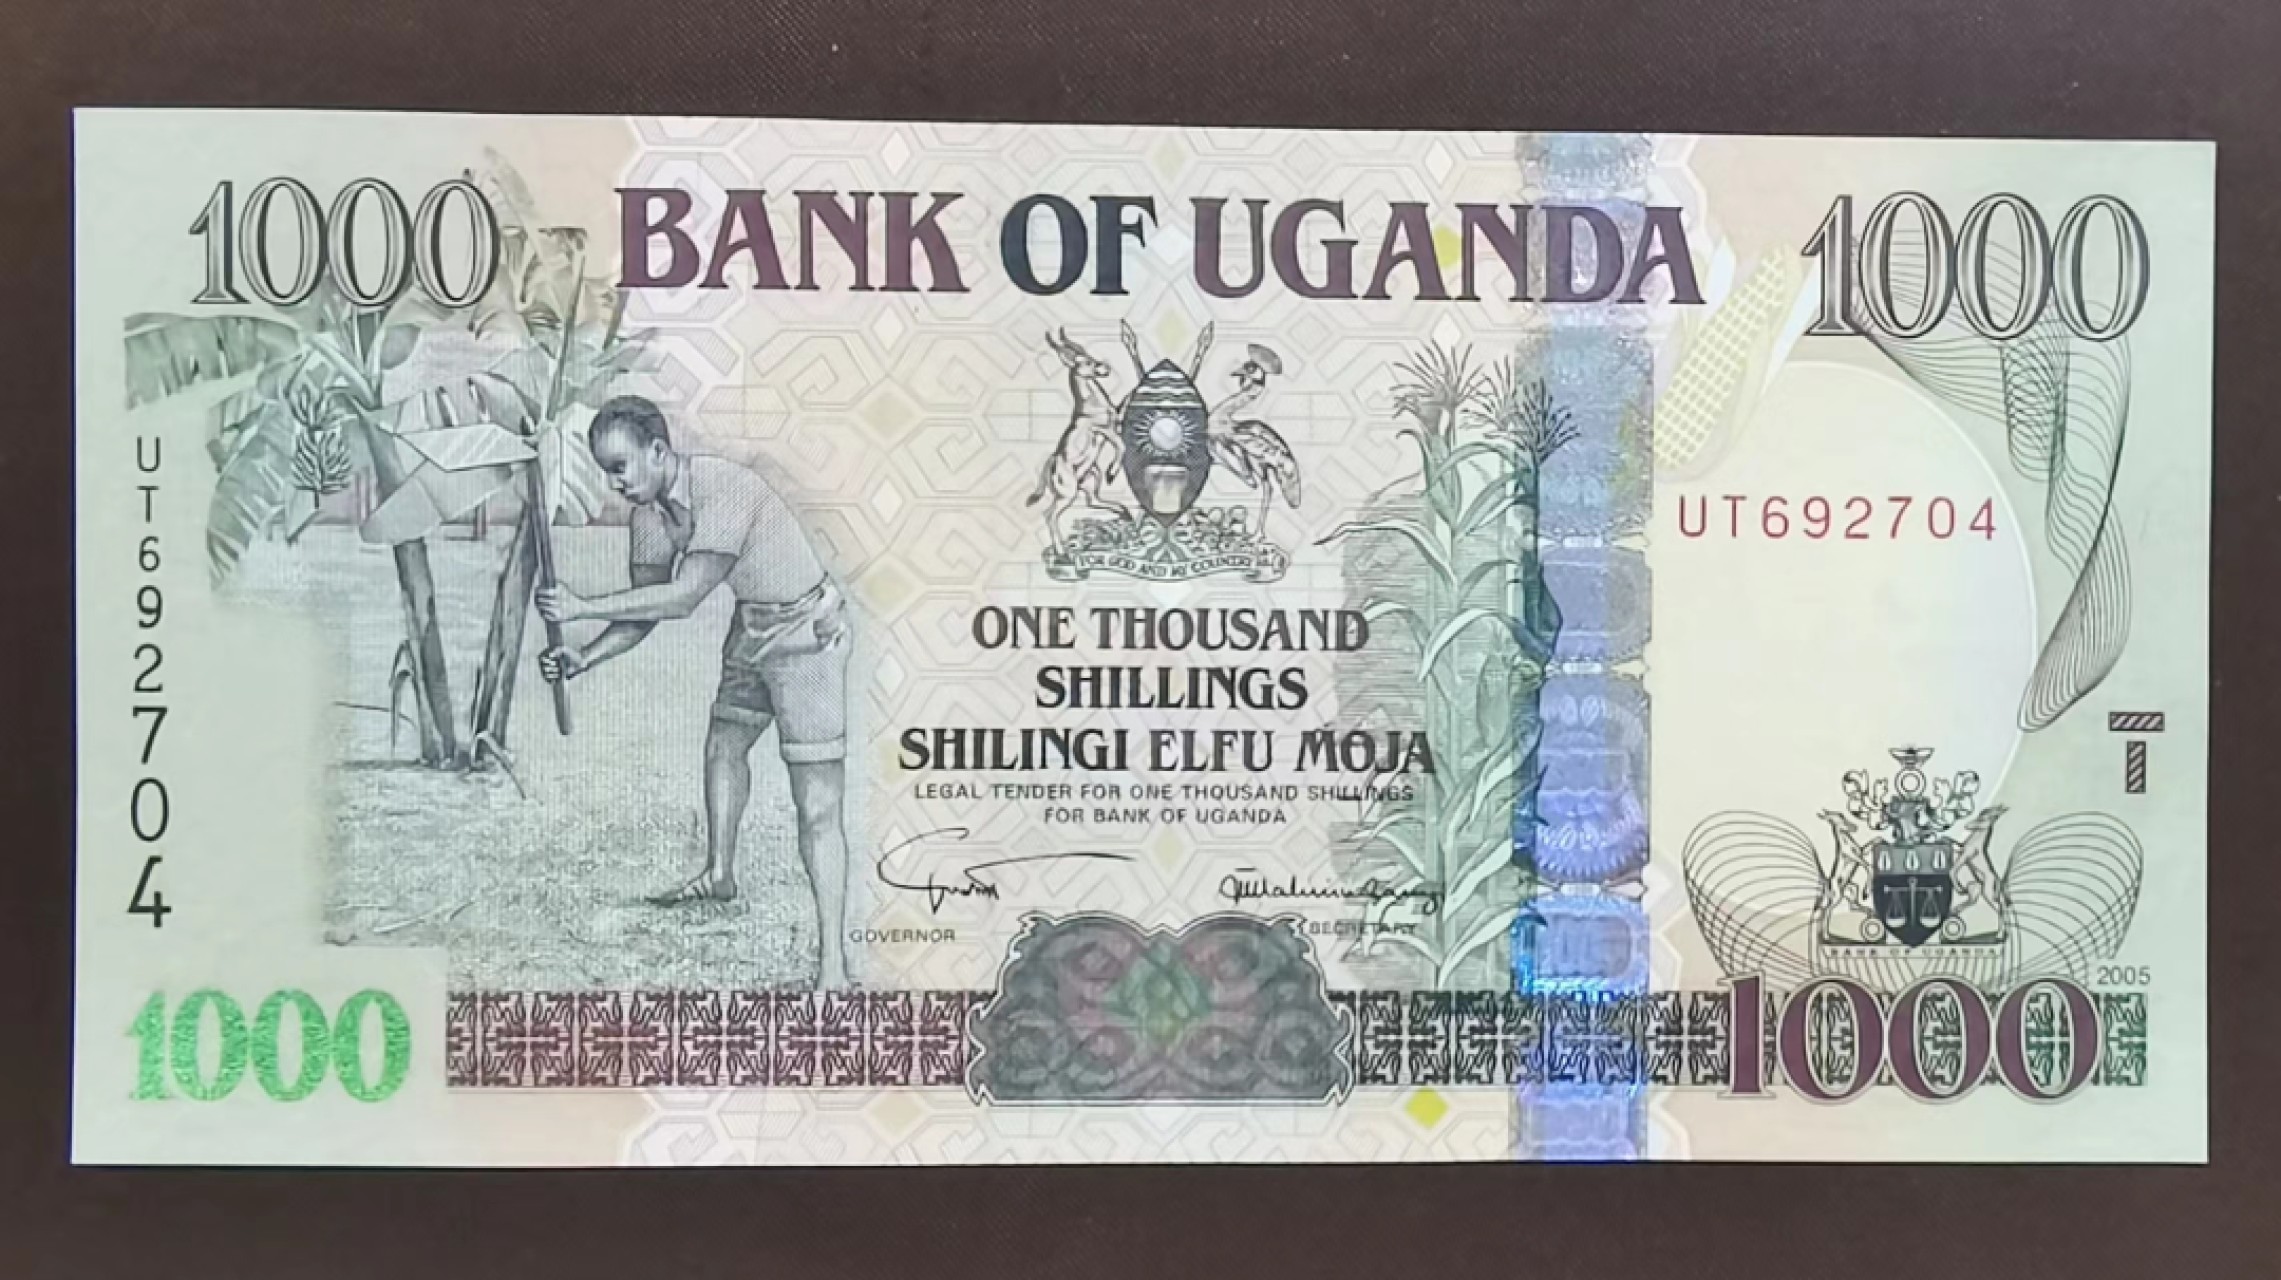 1000 BANK OF UGANDA 1000
UT692704
UT692704
FOR GOD AND MY COUNTRY
ONE THOUSAND
SHILLINGS
SHILINGI ELFU MOJA
LEGAL TENDER FOR ONE THOUSAND SHILLINGS
FOR BANK OF UGANDA
GOVERNOR
SECRETARY
BANK OF UGANDA
2005
1000
1000